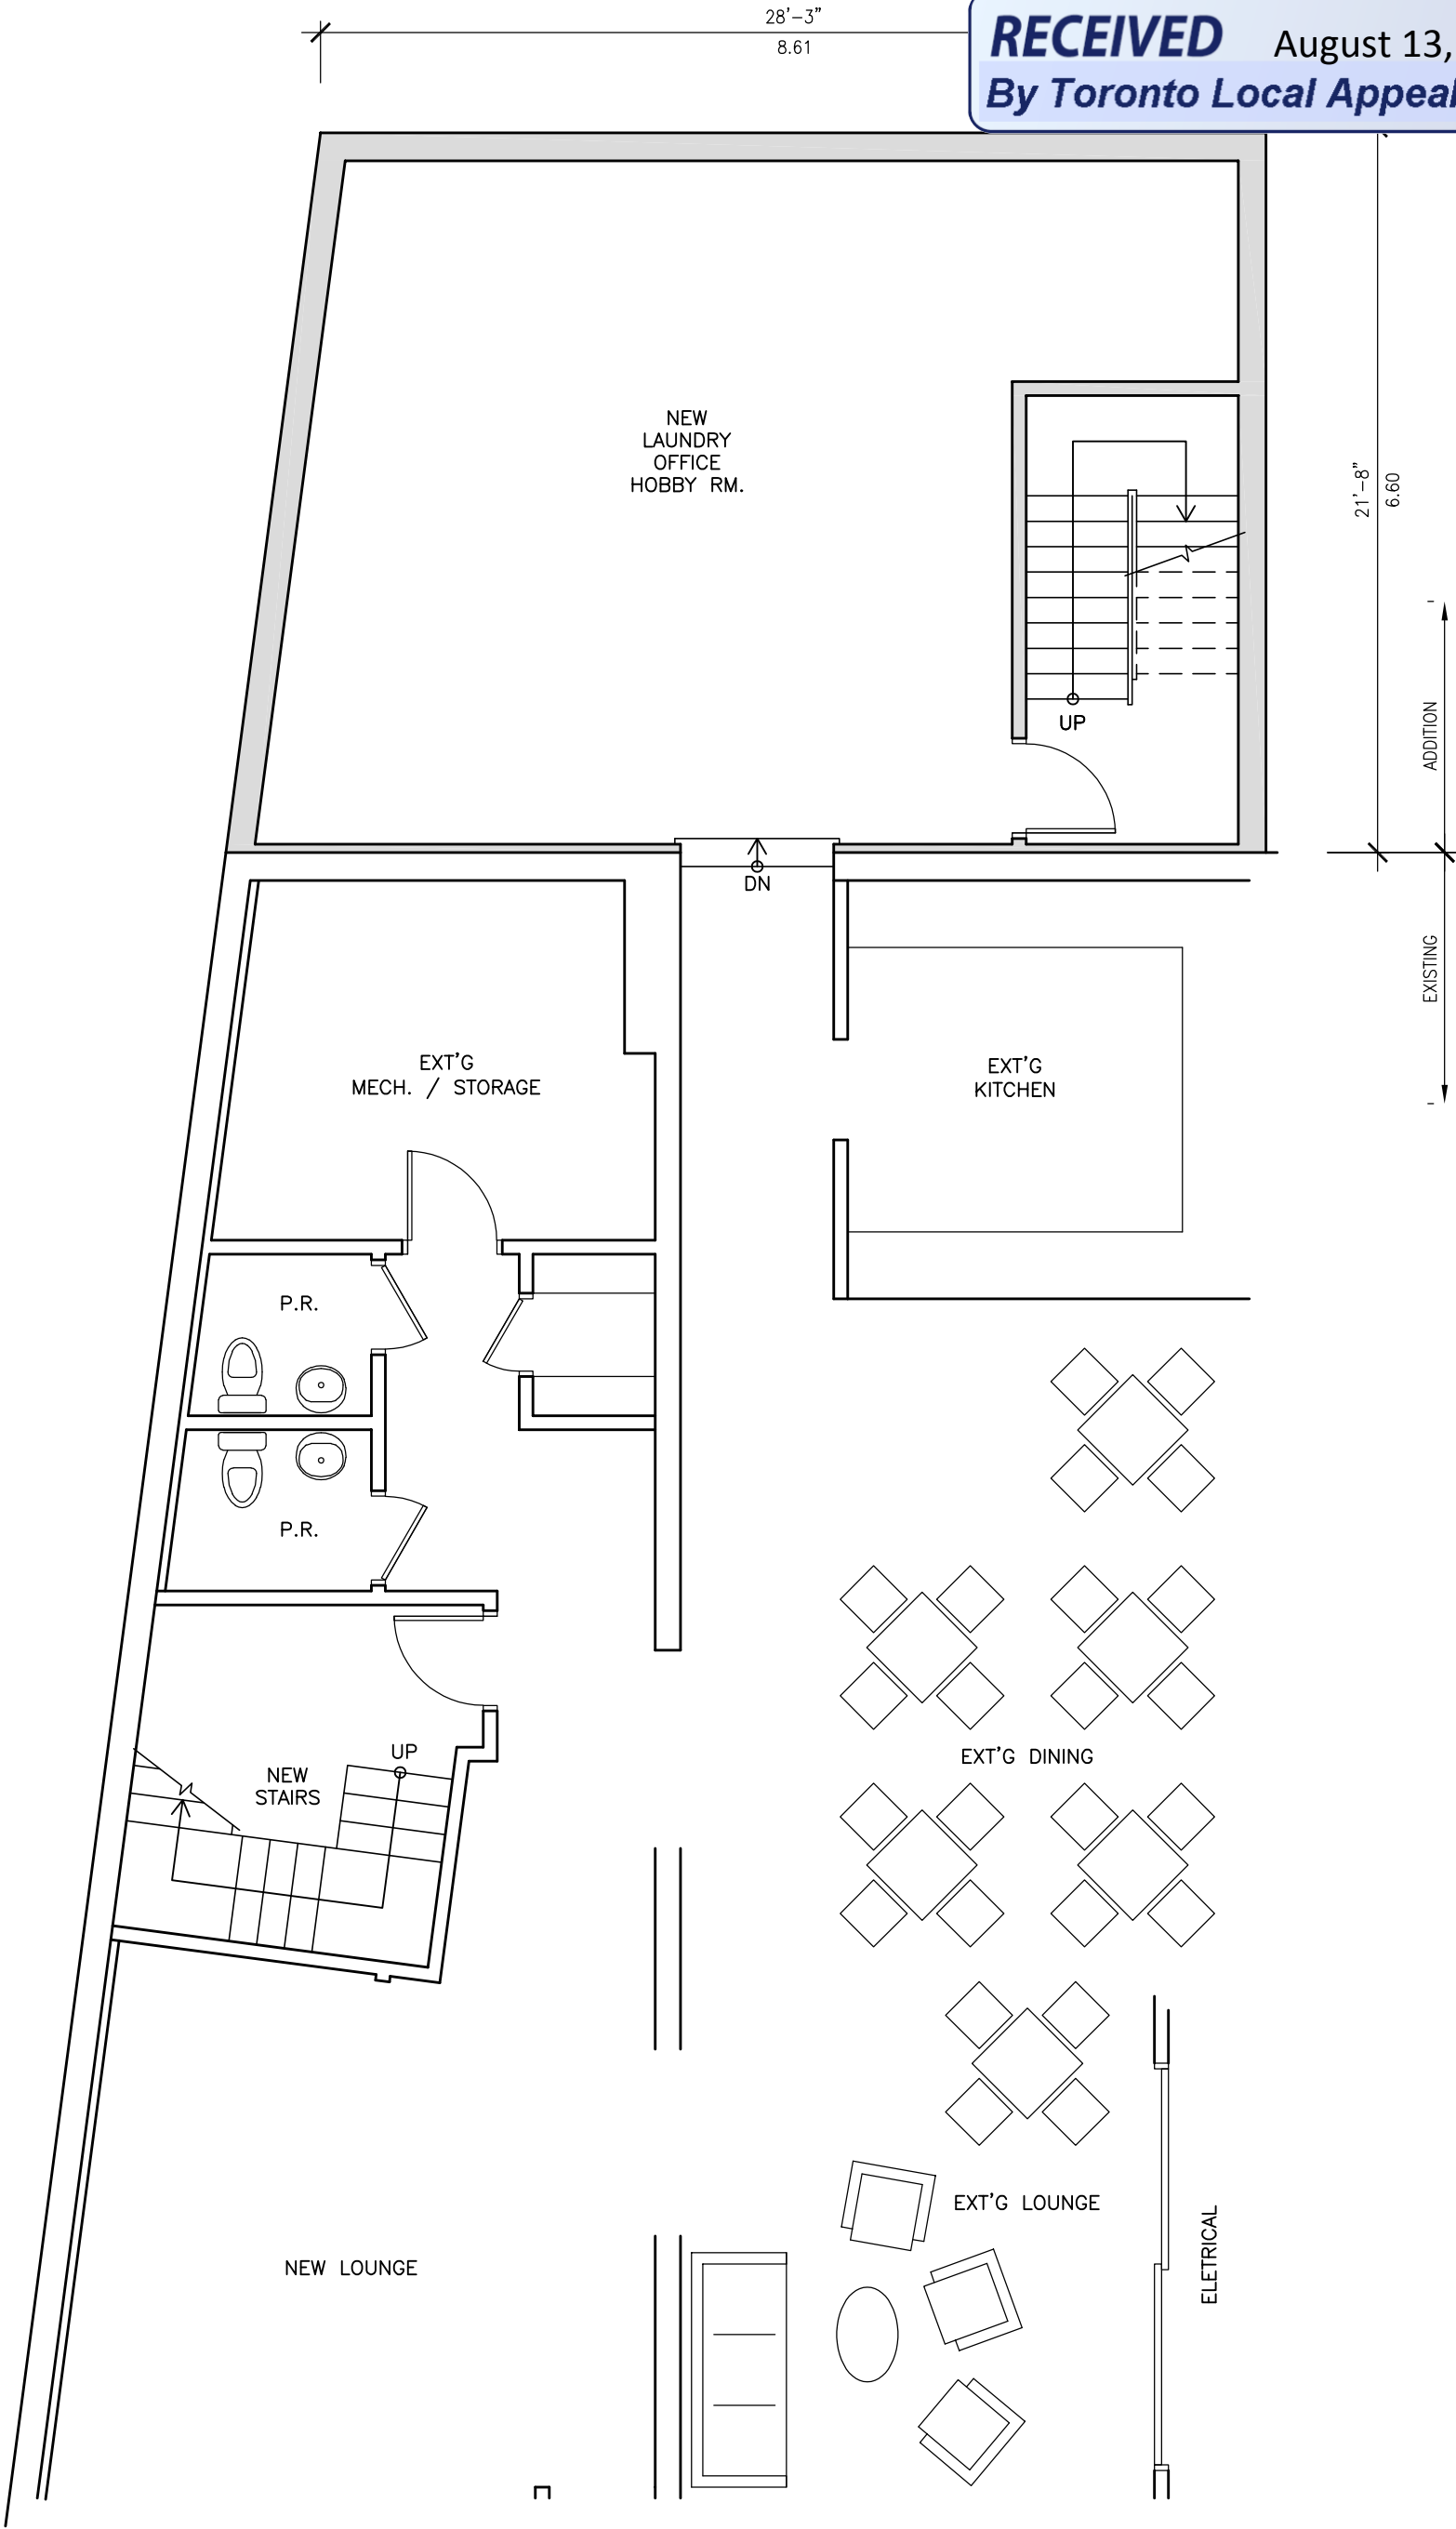 28'-3"
8.61
RECEIVED August 13,
By Toronto Local Appeal
NEW
LAUNDRY
OFFICE
HOBBY RM.
21'-8"
6.60
UP
ADDITION
DN
EXISTING
EXT'G
MECH. / STORAGE
EXT'G
KITCHEN
P.R.
P.R.
UP
NEW
STAIRS
EXT'G DINING
EXT'G LOUNGE
ELETRICAL
NEW LOUNGE